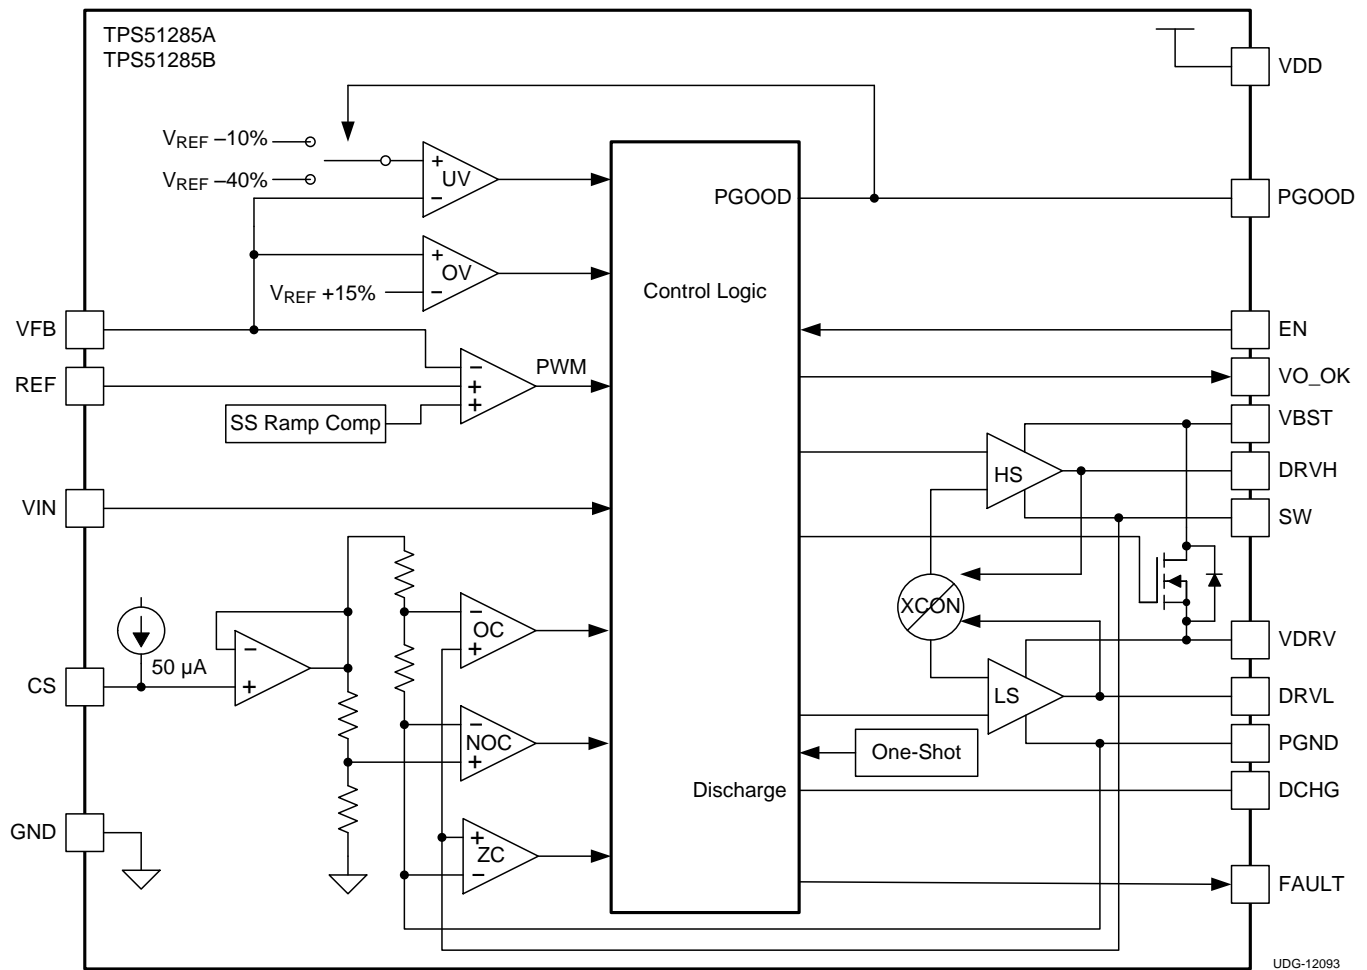 TPS51285A
TPS51285B
VDD
VREF –10%
+
UV
VREF –40%
–
PGOOD
PGOOD
+
OV
VREF +15%
–
Control Logic
VFB
EN
–
PWM
REF
+
VO_OK
+
SS Ramp Comp
VBST
HS
DRVH
VIN
SW
–
OC
XCON
–
+
VDRV
50 µA
CS
+
LS
DRVL
–
NOC
+
One-Shot
PGND
Discharge
DCHG
GND
+
ZC
–
FAULT
UDG-12093